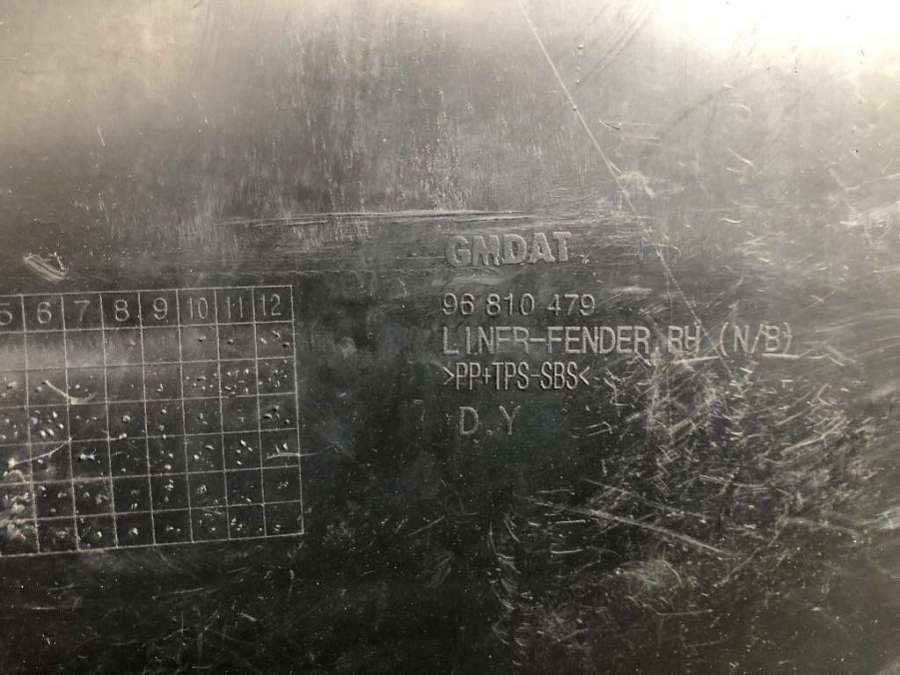 GMDAT
96 810 479
LINER-FENDER,RH (N/B)
>PP+TPS-SBS<
D.Y
5 6 7 8 9 10 11 12